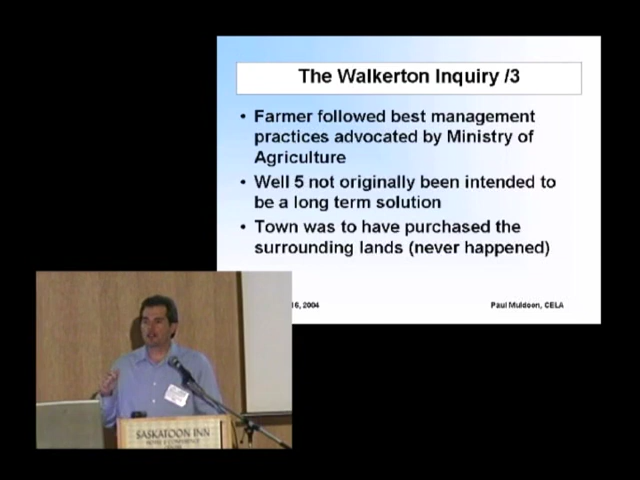 The Walkerton Inquiry /3
• Farmer followed best management
practices advocated by Ministry of
Agriculture
• Well 5 not originally been intended to
be a long term solution
• Town was to have purchased the
surrounding lands (never happened)
16, 2004
Paul Muldoon, CELA
SASKATOON INN